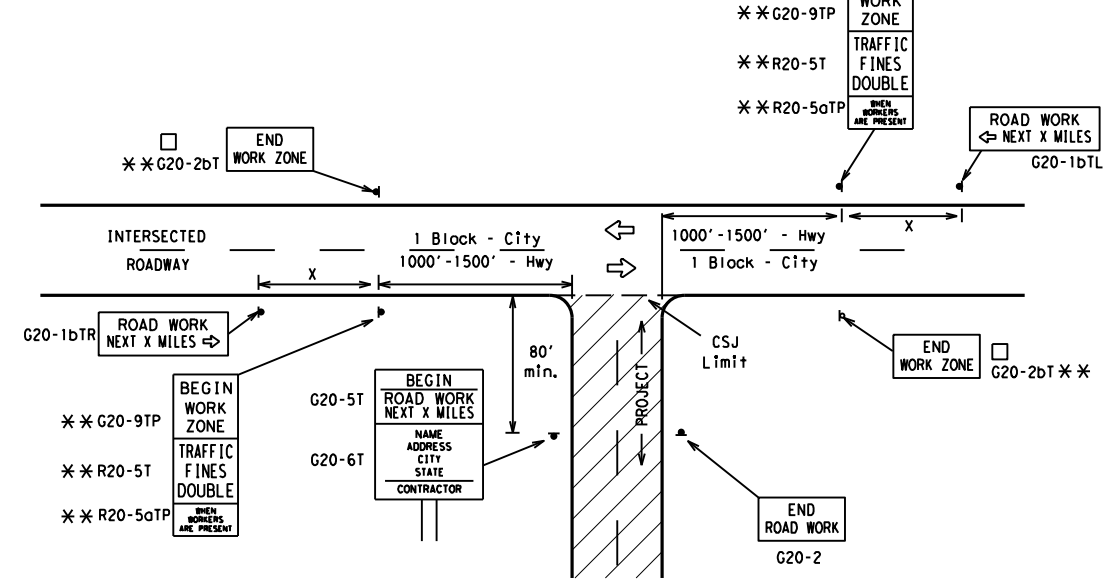 WORK
ZONE
**G20-9TP
TRAFFIC
FINES
DOUBLE
**R20-5T
WHEN
WORKERS
ARE PRESENT
**R20-5aTP
ROAD WORK
⇦ NEXT X MILES
G20-1bTL
END
WORK ZONE
□
**G20-2bT
INTERSECTED
ROADWAY
1 Block - City
1000'-1500' - Hwy
X
1000'-1500' - Hwy
1 Block - City
X
G20-1bTR
ROAD WORK
NEXT X MILES ⇨
80'
min.
CSJ
Limit
PROJECT
END
WORK ZONE
□
G20-2bT **
BEGIN
WORK
ZONE
**G20-9TP
TRAFFIC
FINES
DOUBLE
**R20-5T
WHEN
WORKERS
ARE PRESENT
**R20-5aTP
G20-5T
BEGIN
ROAD WORK
NEXT X MILES
G20-6T
NAME
ADDRESS
CITY
STATE
CONTRACTOR
END
ROAD WORK
G20-2